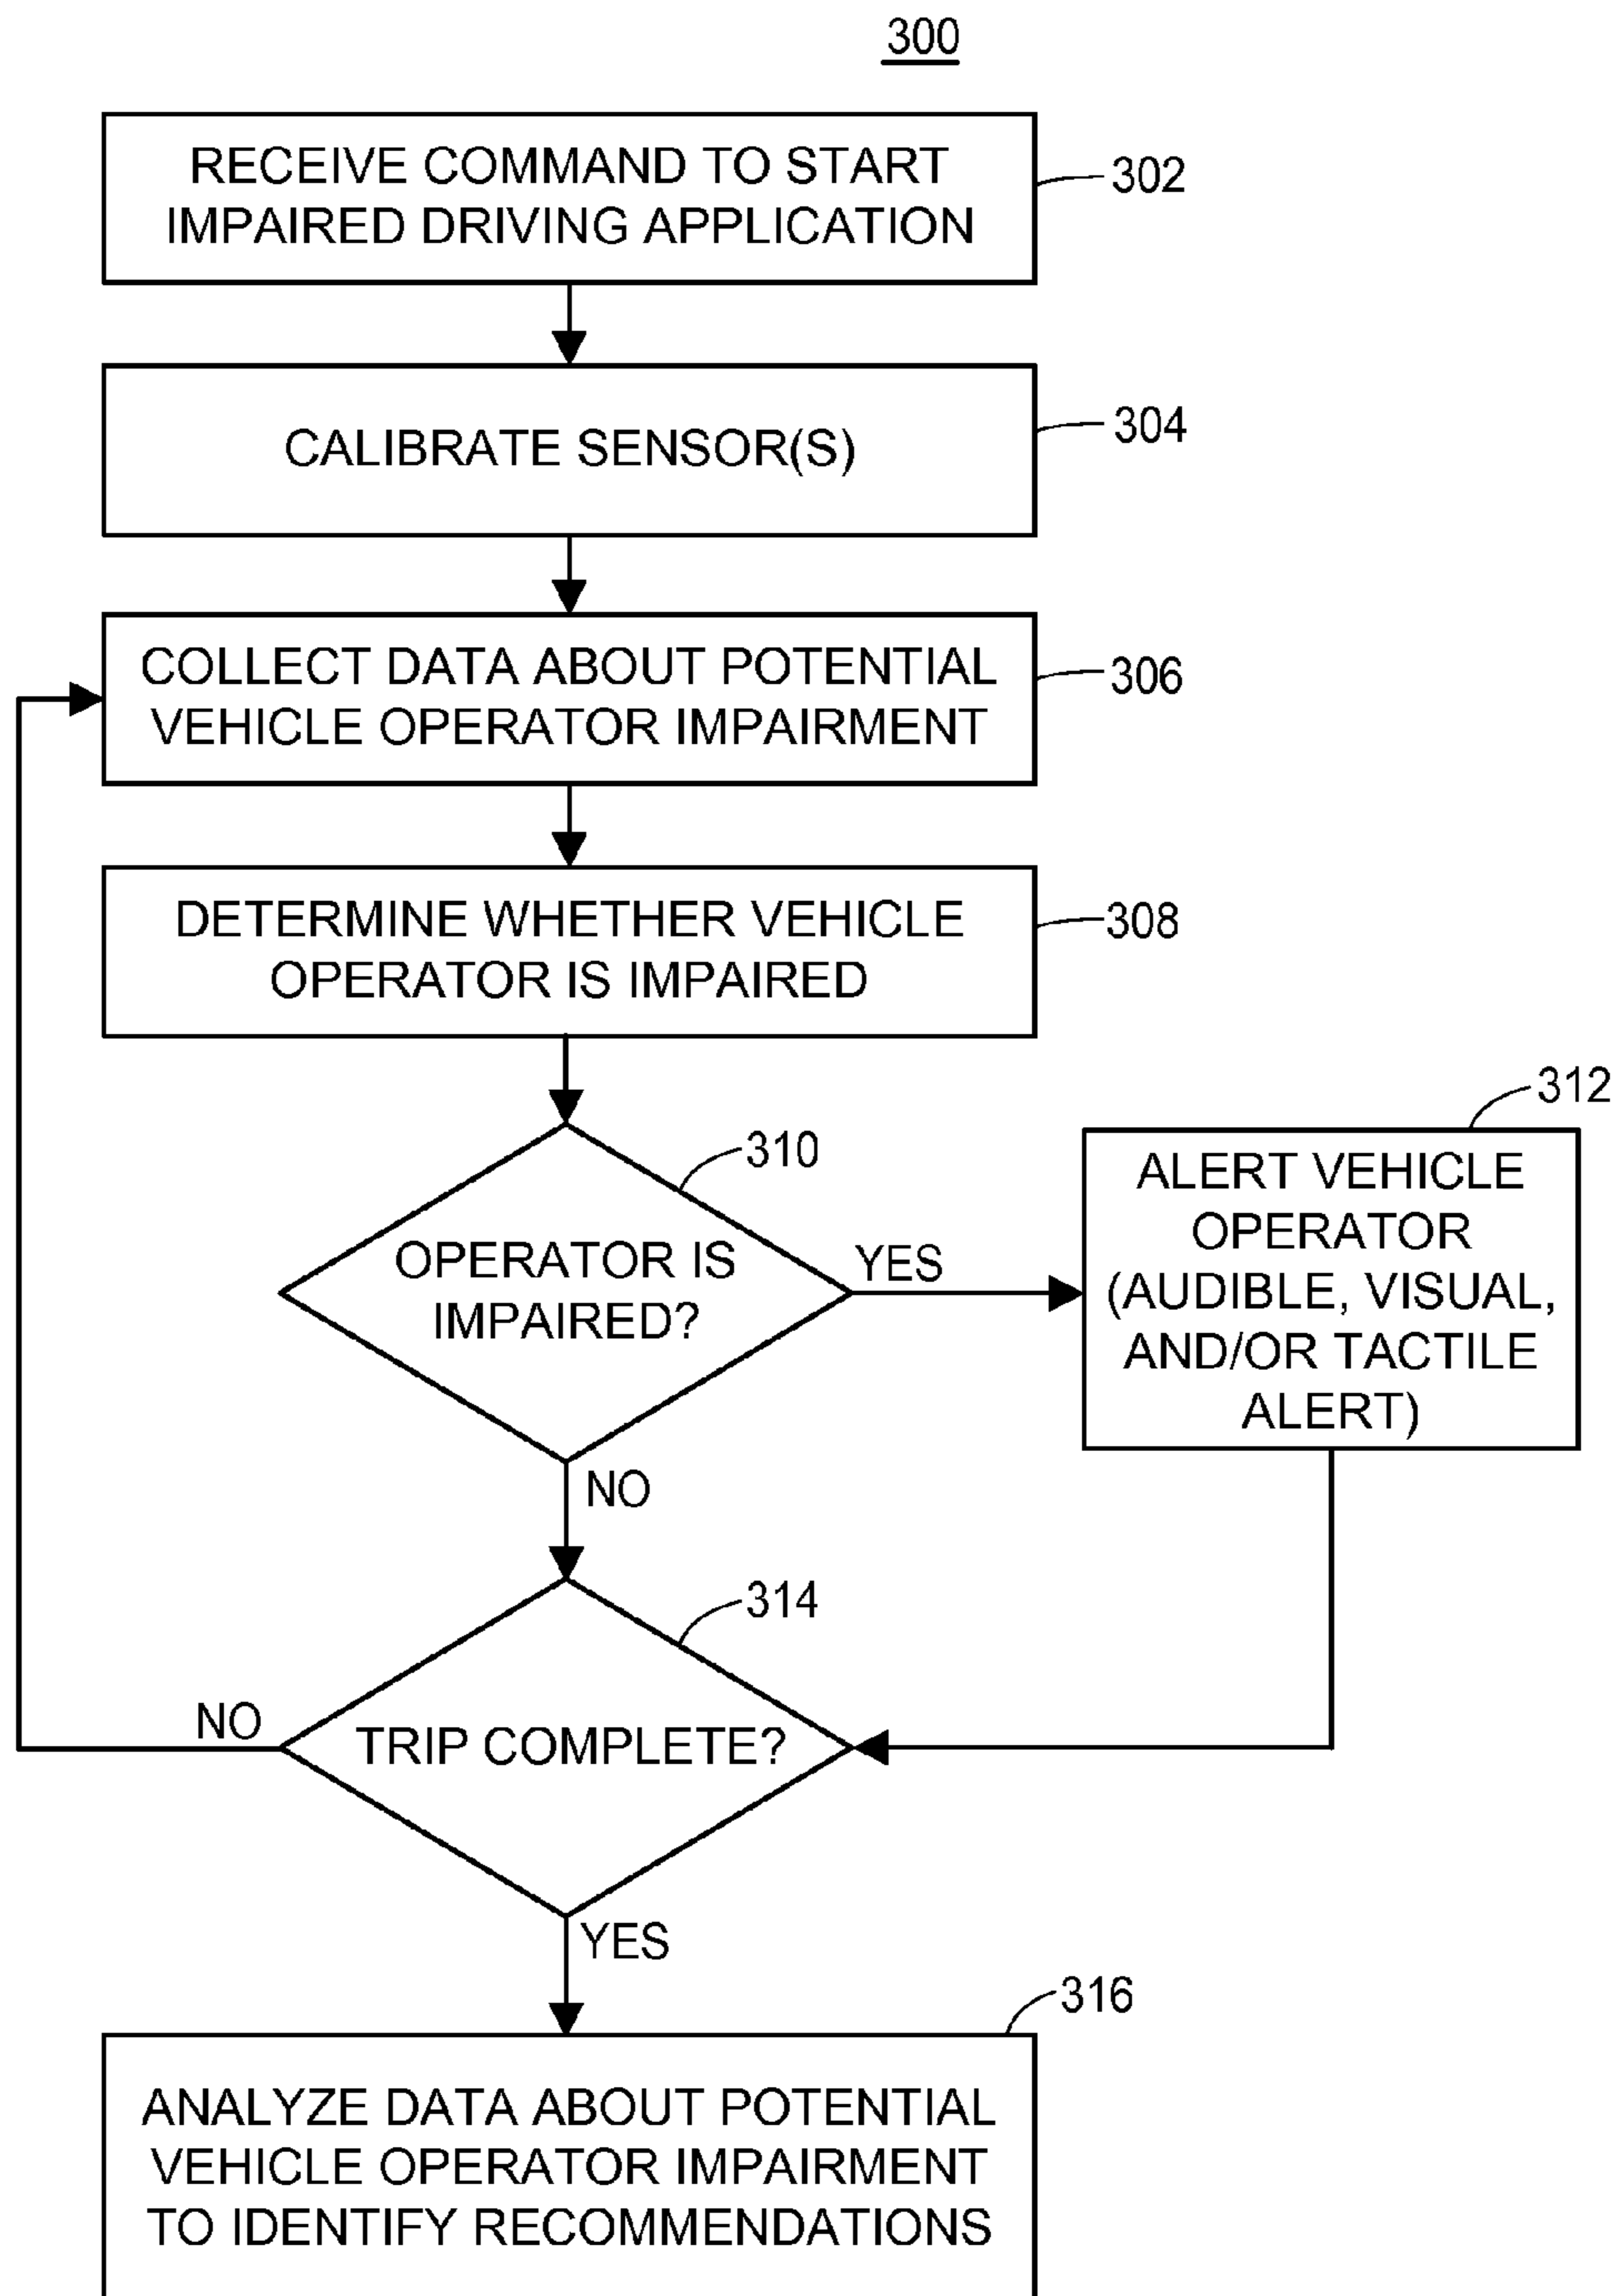 300
RECEIVE COMMAND TO START
IMPAIRED DRIVING APPLICATION
302
CALIBRATE SENSOR(S)
304
COLLECT DATA ABOUT POTENTIAL
VEHICLE OPERATOR IMPAIRMENT
306
DETERMINE WHETHER VEHICLE
OPERATOR IS IMPAIRED
308
310
OPERATOR IS
IMPAIRED?
YES
NO
312
ALERT VEHICLE
OPERATOR
(AUDIBLE, VISUAL,
AND/OR TACTILE
ALERT)
314
TRIP COMPLETE?
NO
YES
316
ANALYZE DATA ABOUT POTENTIAL
VEHICLE OPERATOR IMPAIRMENT
TO IDENTIFY RECOMMENDATIONS